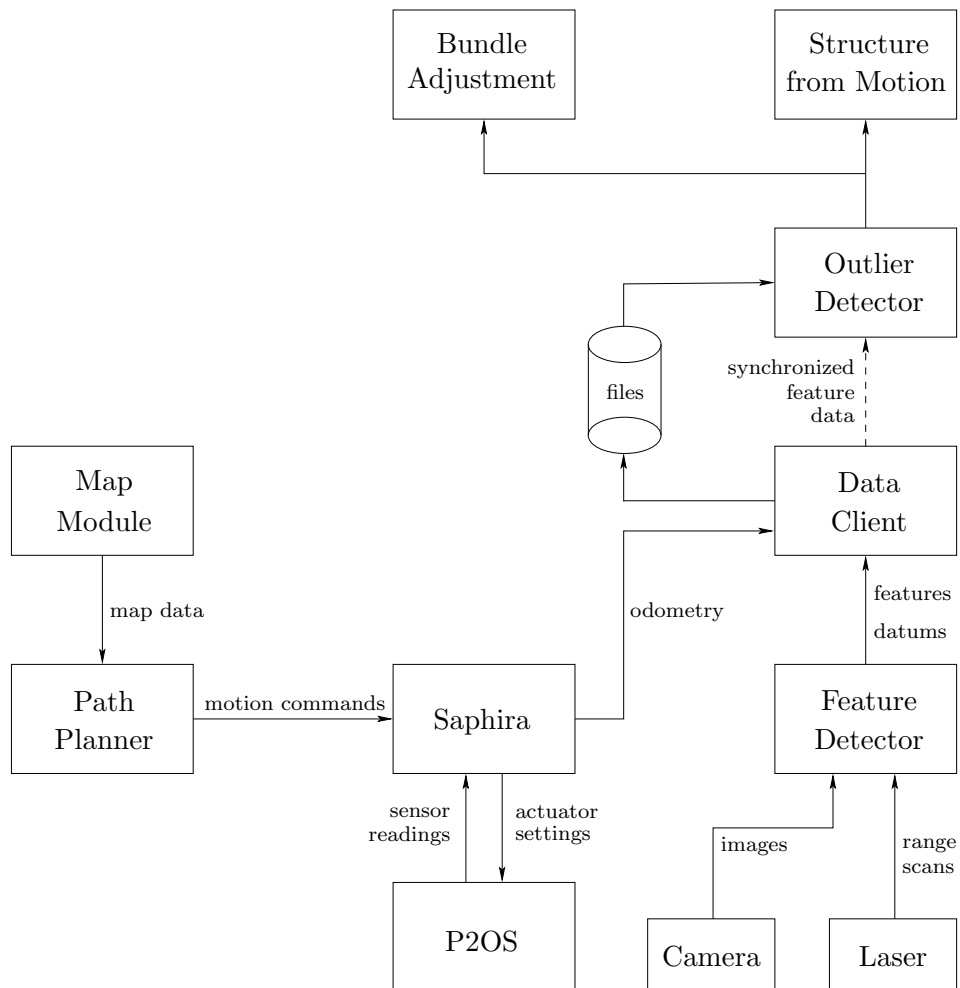 Bundle
Adjustment
Structure
from Motion
Outlier
Detector
files
synchronized
feature
data
Map
Module
Data
Client
map data
odometry
features
datums
Path
Planner
motion commands
Saphira
Feature
Detector
sensor
readings
actuator
settings
images
range
scans
P2OS
Camera
Laser